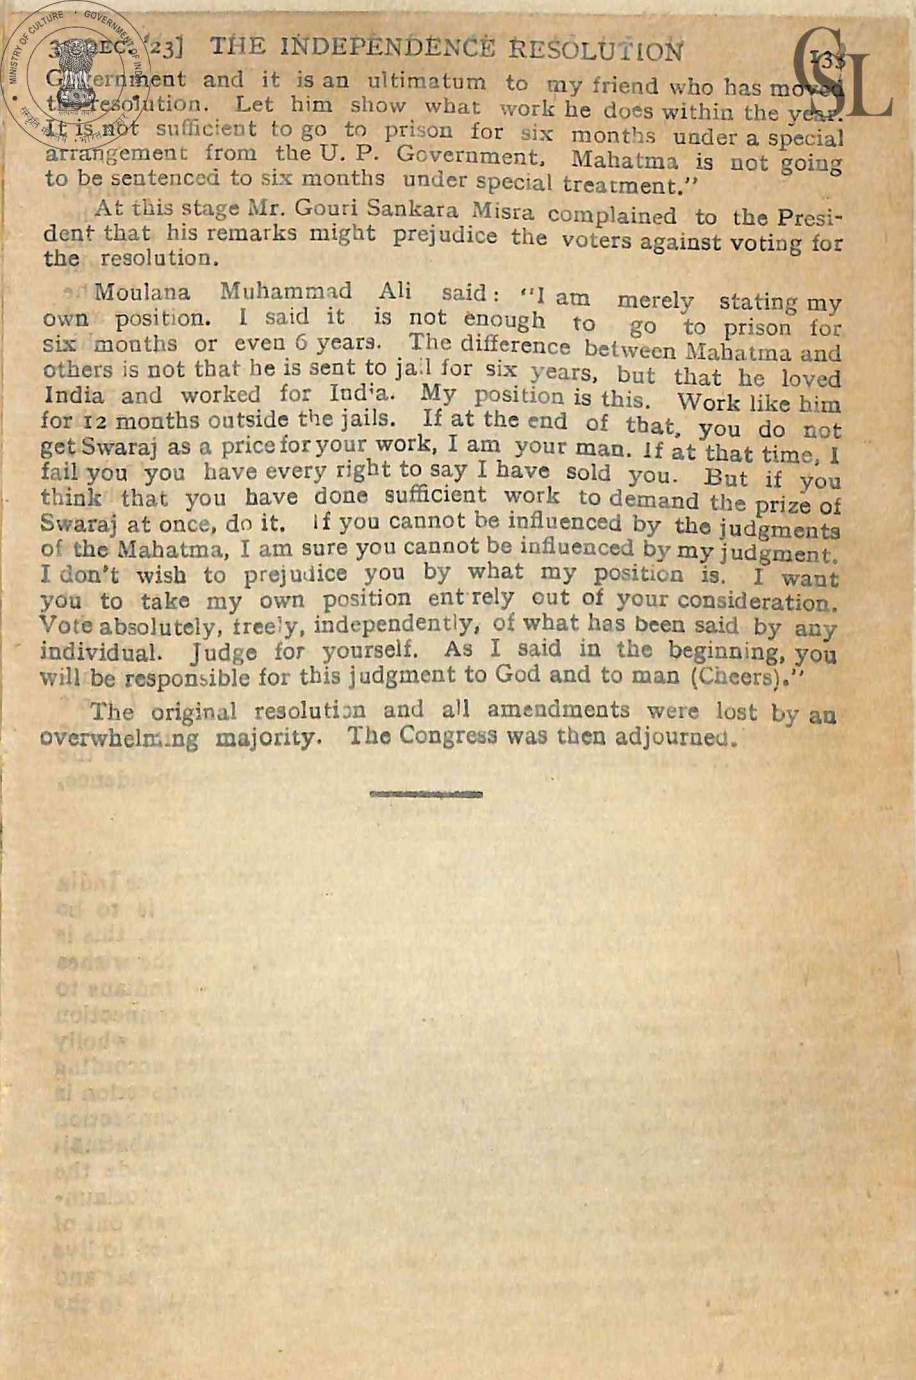 DEC. '23] THE INDEPENDENCE RESOLUTION 135
Government and it is an ultimatum to my friend who has moved
the resolution. Let him show what work he does within the year.
It is not sufficient to go to prison for six months under a special
arrangement from the U. P. Government. Mahatma is not going
to be sentenced to six months under special treatment."
At this stage Mr. Gouri Sankara Misra complained to the Presi-
dent that his remarks might prejudice the voters against voting for
the resolution.
Moulana Muhammad Ali said: "I am merely stating my
own position. I said it is not enough to go to prison for
six months or even 6 years. The difference between Mahatma and
others is not that he is sent to jail for six years, but that he loved
India and worked for India. My position is this. Work like him
for 12 months outside the jails. If at the end of that, you do not
get Swaraj as a price for your work, I am your man. If at that time, I
fail you you have every right to say I have sold you. But if you
think that you have done sufficient work to demand the prize of
Swaraj at once, do it. If you cannot be influenced by the judgments
of the Mahatma, I am sure you cannot be influenced by my judgment.
I don't wish to prejudice you by what my position is. I want
you to take my own position entirely out of your consideration.
Vote absolutely, freely, independently, of what has been said by any
individual. Judge for yourself. As I said in the beginning, you
will be responsible for this judgment to God and to man (Cheers)."
The original resolution and all amendments were lost by an
overwhelming majority. The Congress was then adjourned.
MINISTRY OF CULTURE • GOVERNMENT OF INDIA
CSL